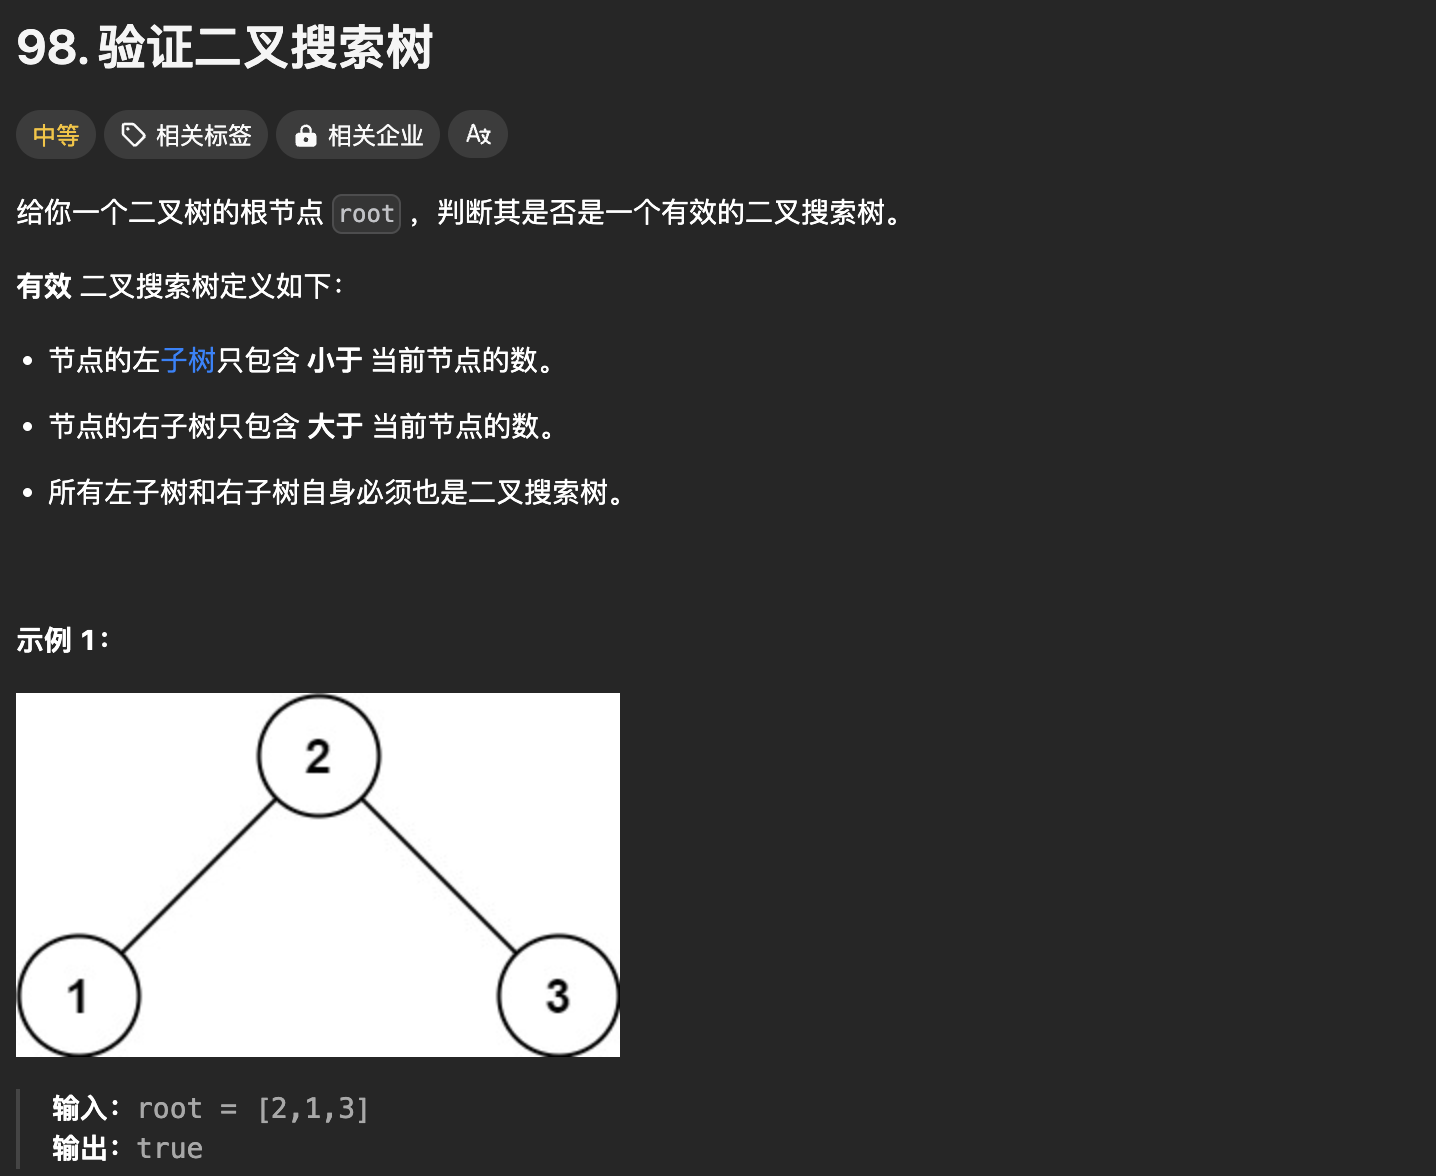 98. 验证二叉搜索树
中等 相关标签 相关企业
给你一个二叉树的根节点 root ，判断其是否是一个有效的二叉搜索树。
有效 二叉搜索树定义如下：
• 节点的左子树只包含 小于 当前节点的数。
• 节点的右子树只包含 大于 当前节点的数。
• 所有左子树和右子树自身必须也是二叉搜索树。
示例 1：
2
1 3
输入：root = [2,1,3]
输出：true